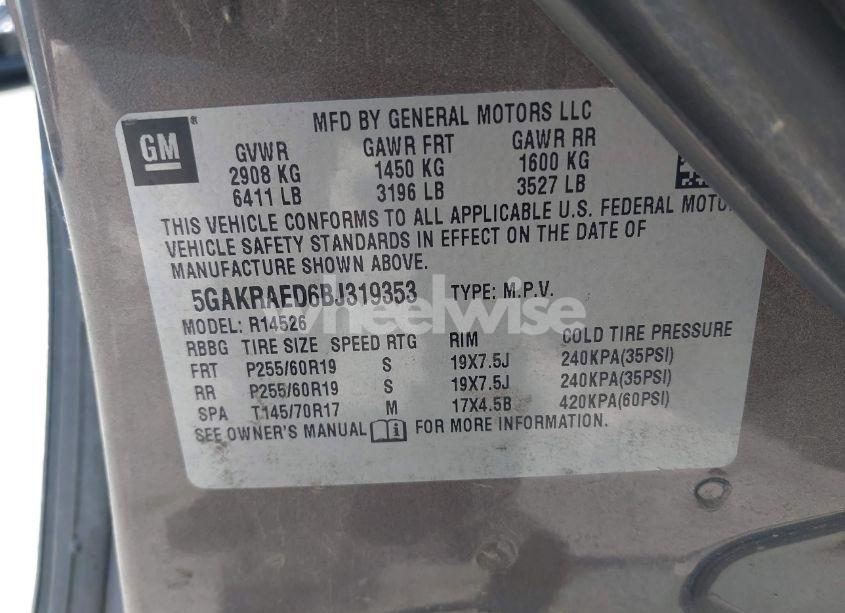 MFD BY GENERAL MOTORS LLC
GM
GVWR GAWR FRT GAWR RR
2908 KG 1450 KG 1600 KG
6411 LB 3196 LB 3527 LB
THIS VEHICLE CONFORMS TO ALL APPLICABLE U.S. FEDERAL MOTO
VEHICLE SAFETY STANDARDS IN EFFECT ON THE DATE OF
MANUFACTURE SHOWN ABOVE.
5GAKRAED6BJ319353 TYPE: M.P.V.
wheelwise
MODEL: R14526
RBBG TIRE SIZE SPEED RTG RIM COLD TIRE PRESSURE
FRT P255/60R19 S 19X7.5J 240KPA(35PSI)
RR P255/60R19 S 19X7.5J 240KPA(35PSI)
SPA T145/70R17 M 17X4.5B 420KPA(60PSI)
SEE OWNER'S MANUAL FOR MORE INFORMATION.